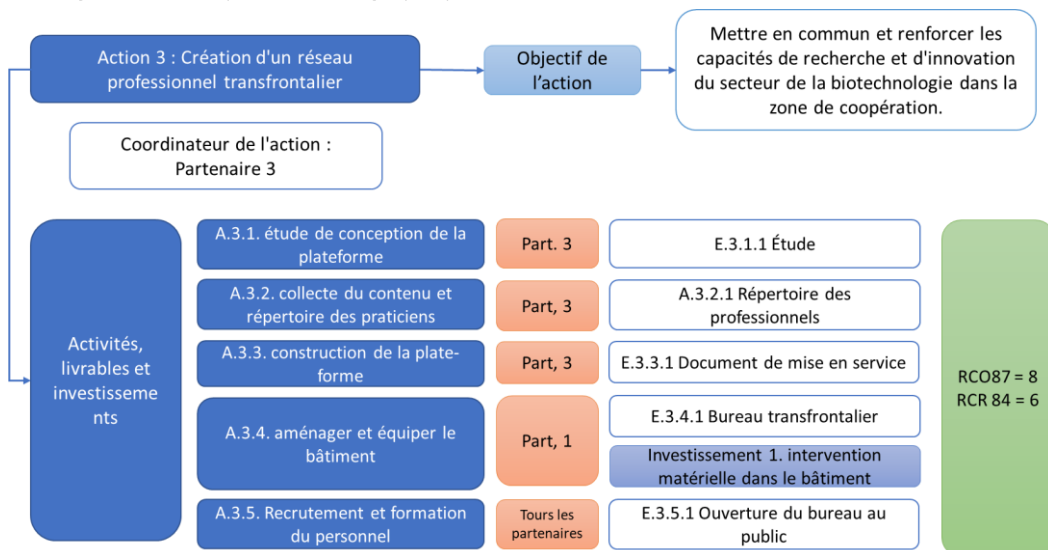 Action 3 : Création d'un réseau
professionnel transfrontalier
Objectif de
l'action
Mettre en commun et renforcer les
capacités de recherche et d'innovation
du secteur de la biotechnologie dans la
zone de coopération.
Coordinateur de l'action :
Partenaire 3
Activités,
livrables et
investisseme
nts
A.3.1. étude de conception de la
plateforme
Part. 3
E.3.1.1 Étude
A.3.2. collecte du contenu et
répertoire des praticiens
Part, 3
A.3.2.1 Répertoire des
professionnels
A.3.3. construction de la plate-
forme
Part, 3
E.3.3.1 Document de mise en service
A.3.4. aménager et équiper le
bâtiment
Part, 1
E.3.4.1 Bureau transfrontalier
Investissement 1. intervention
matérielle dans le bâtiment
A.3.5. Recrutement et formation
du personnel
Tours les
partenaires
E.3.5.1 Ouverture du bureau au
public
RCO87 = 8
RCR 84 = 6